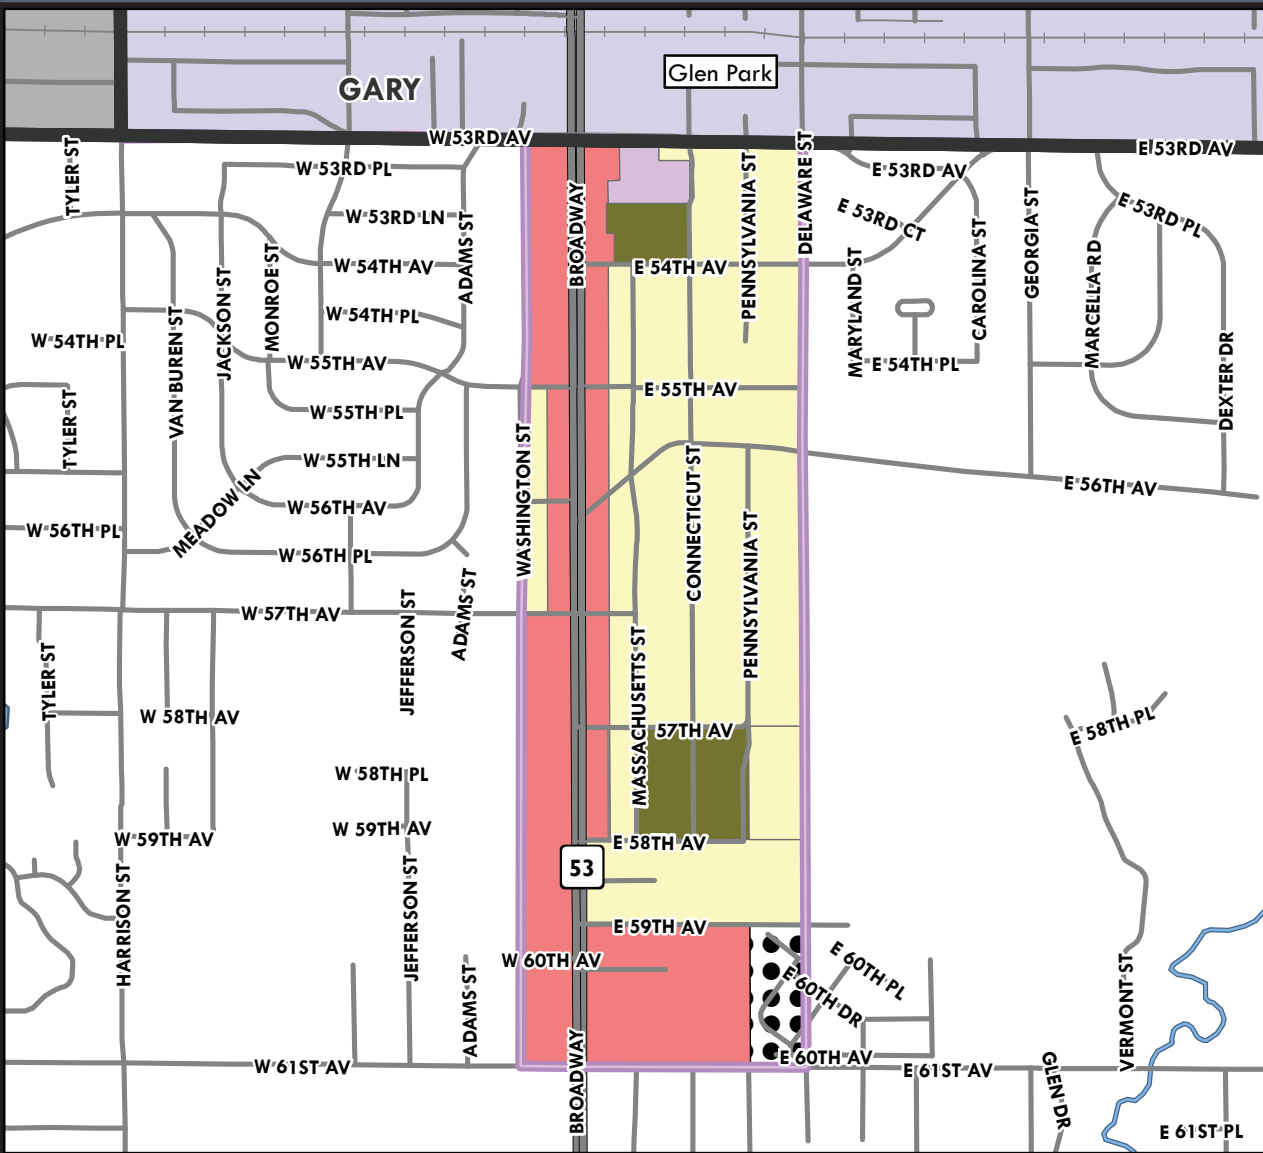 Glen Park
GARY
W 53RD AV
E 53RD AV
TYLER ST
W 53RD PL
BROADWAY
PENNSYLVANIA ST
DELAWARE ST
E 53RD AV
E 53RD PL
W 53RD LN
ADAMS ST
E 53RD CT
CAROLINA ST
GEORGIA ST
MARCELLA RD
JACKSON ST
MONROE ST
W 54TH AV
E 54TH AV
MARYLAND ST
W 54TH PL
W 54TH PL
VAN BUREN ST
W 55TH AV
E 54TH PL
DEXTER DR
TYLER ST
E 55TH AV
W 55TH PL
WASHINGTON ST
CONNECTICUT ST
W 55TH LN
MEADOW LN
E 56TH AV
W 56TH AV
W 56TH PL
W 56TH PL
PENNSYLVANIA ST
JEFFERSON ST
ADAMS ST
W 57TH AV
TYLER ST
MASSACHUSETTS ST
W 58TH AV
57TH AV
E 58TH PL
W 58TH PL
W 59TH AV
W 59TH AV
E 58TH AV
53
HARRISON ST
JEFFERSON ST
E 59TH AV
W 60TH AV
E 60TH PL
E 60TH DR
ADAMS ST
VERMONT ST
BROADWAY
W 61ST AV
E 60TH AV
E 61ST AV
GLEN DR
E 61ST PL